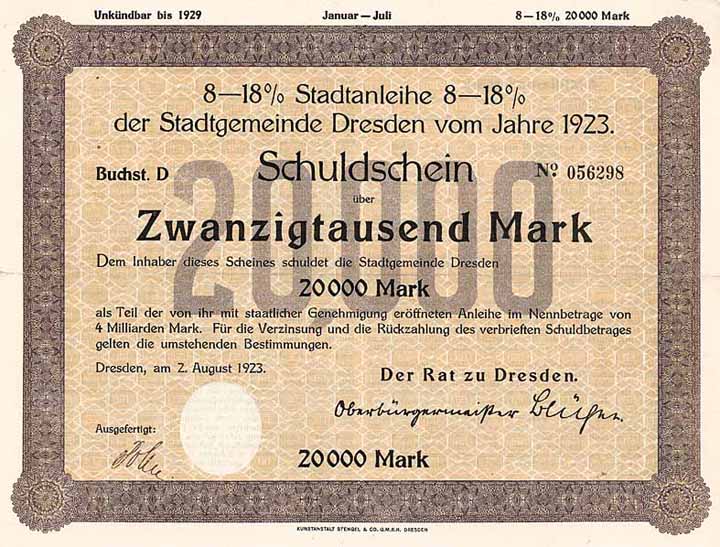 Unkündbar bis 1929 Januar—Juli 8—18% 20000 Mark
8—18% Stadtanleihe 8—18%
der Stadtgemeinde Dresden vom Jahre 1923.
Buchst. D Schuldschein No. 056298
20,000
über
Zwanzigtausend Mark
Dem Inhaber dieses Scheines schuldet die Stadtgemeinde Dresden
20000 Mark
als Teil der von ihr mit staatlicher Genehmigung eröffneten Anleihe im Nennbetrage von
4 Milliarden Mark. Für die Verzinsung und die Rückzahlung des verbrieften Schuldbetrages
gelten die umstehenden Bestimmungen.
Dresden, am 2. August 1923.
Der Rat zu Dresden.
Oberbürgermeister Blüher.
Ausgefertigt:
20000 Mark
KUNSTANSTALT STENGEL & CO. G.M.B.H. DRESDEN